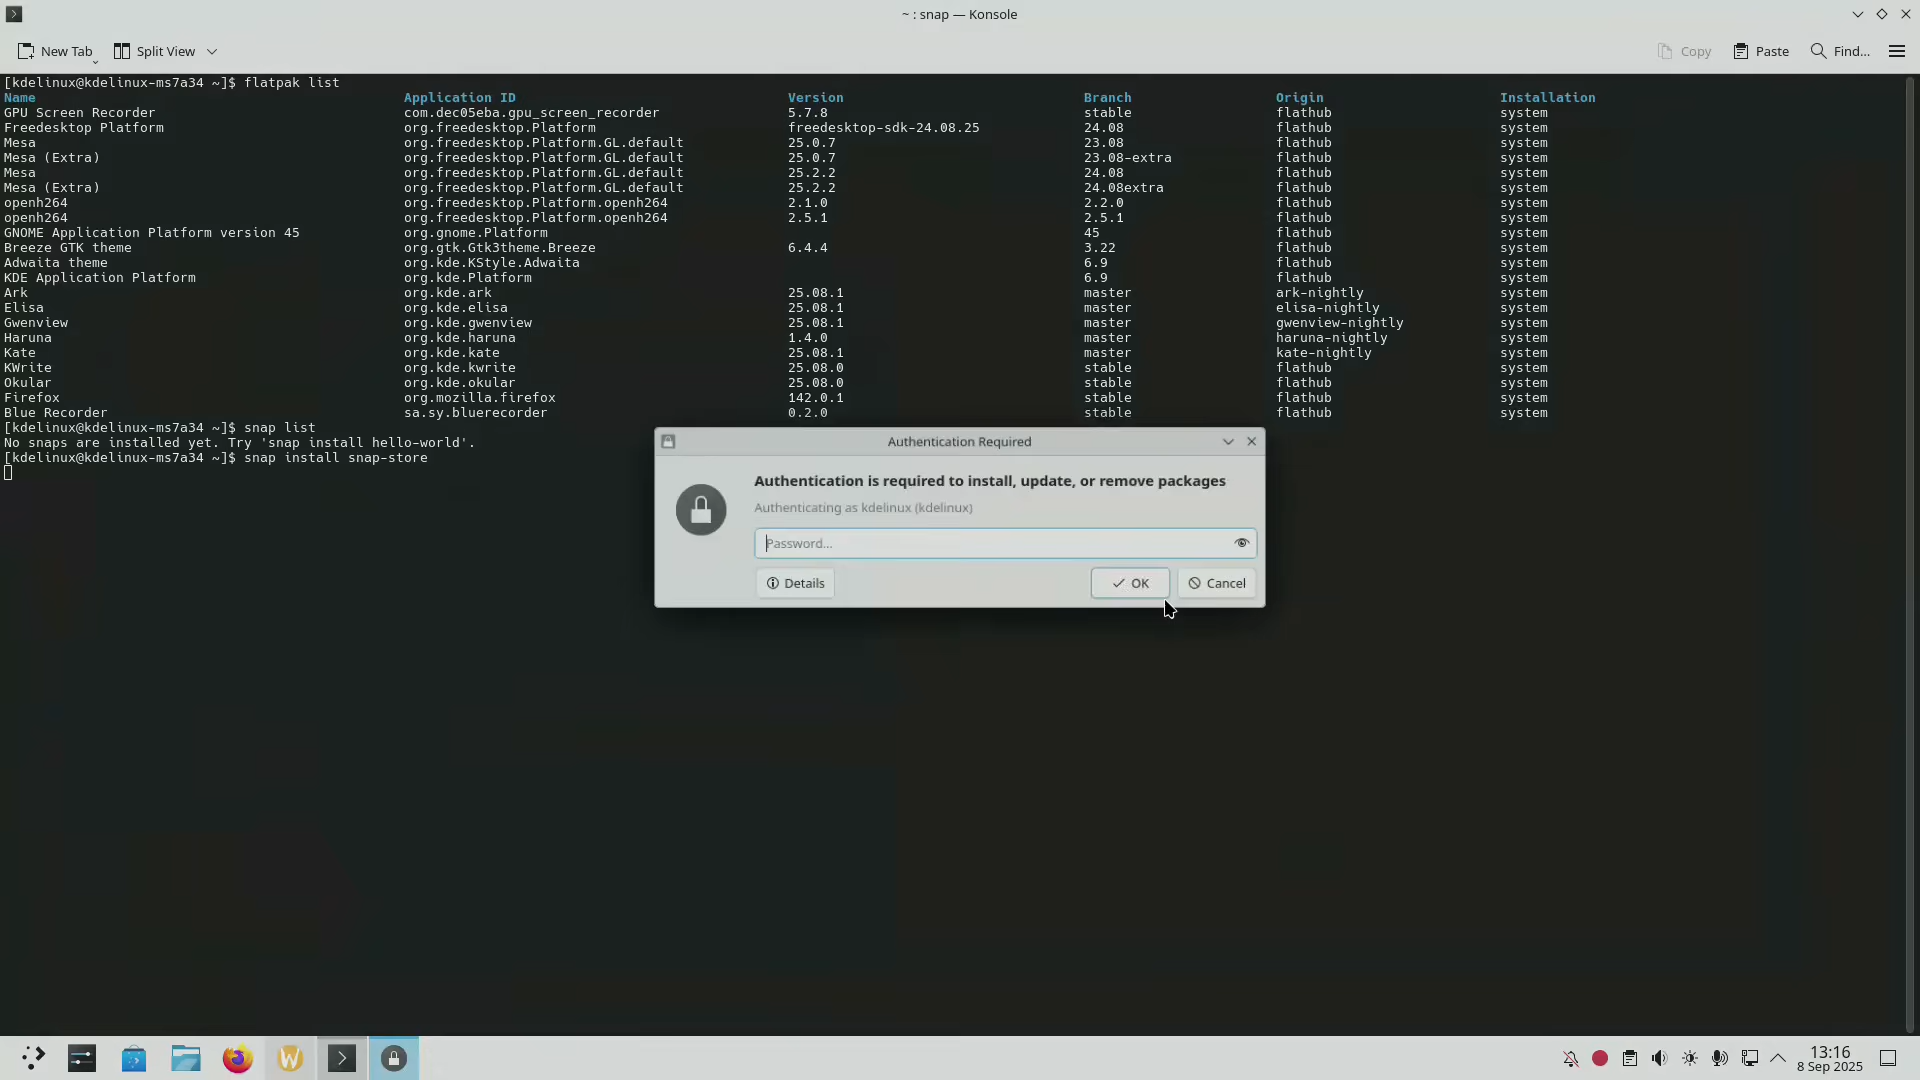 ~ : snap — Konsole
New Tab Split View Copy Paste Find...
[kdelinux@kdelinux-ms7a34 ~]$ flatpak list
Name Application ID Version Branch Origin Installation
GPU Screen Recorder com.dec05eba.gpu_screen_recorder 5.7.8 stable flathub system
Freedesktop Platform org.freedesktop.Platform freedesktop-sdk-24.08.25 24.08 flathub system
Mesa org.freedesktop.Platform.GL.default 25.0.7 23.08 flathub system
Mesa (Extra) org.freedesktop.Platform.GL.default 25.0.7 23.08-extra flathub system
Mesa org.freedesktop.Platform.GL.default 25.2.2 24.08 flathub system
Mesa (Extra) org.freedesktop.Platform.GL.default 25.2.2 24.08extra flathub system
openh264 org.freedesktop.Platform.openh264 2.1.0 2.2.0 flathub system
openh264 org.freedesktop.Platform.openh264 2.5.1 2.5.1 flathub system
GNOME Application Platform version 45 org.gnome.Platform 45 flathub system
Breeze GTK theme org.gtk.Gtk3theme.Breeze 6.4.4 3.22 flathub system
Adwaita theme org.kde.KStyle.Adwaita 6.9 flathub system
KDE Application Platform org.kde.Platform 6.9 flathub system
Ark org.kde.ark 25.08.1 master ark-nightly system
Elisa org.kde.elisa 25.08.1 master elisa-nightly system
Gwenview org.kde.gwenview 25.08.1 master gwenview-nightly system
Haruna org.kde.haruna 1.4.0 master haruna-nightly system
Kate org.kde.kate 25.08.1 master kate-nightly system
KWrite org.kde.kwrite 25.08.0 stable flathub system
Okular org.kde.okular 25.08.0 stable flathub system
Firefox org.mozilla.firefox 142.0.1 stable flathub system
Blue Recorder sa.sy.bluerecorder 0.2.0 stable flathub system
[kdelinux@kdelinux-ms7a34 ~]$ snap list
No snaps are installed yet. Try 'snap install hello-world'.
[kdelinux@kdelinux-ms7a34 ~]$ snap install snap-store
Authentication Required
Authentication is required to install, update, or remove packages
Authenticating as kdelinux (kdelinux)
Password...
Details OK Cancel
13:16
8 Sep 2025